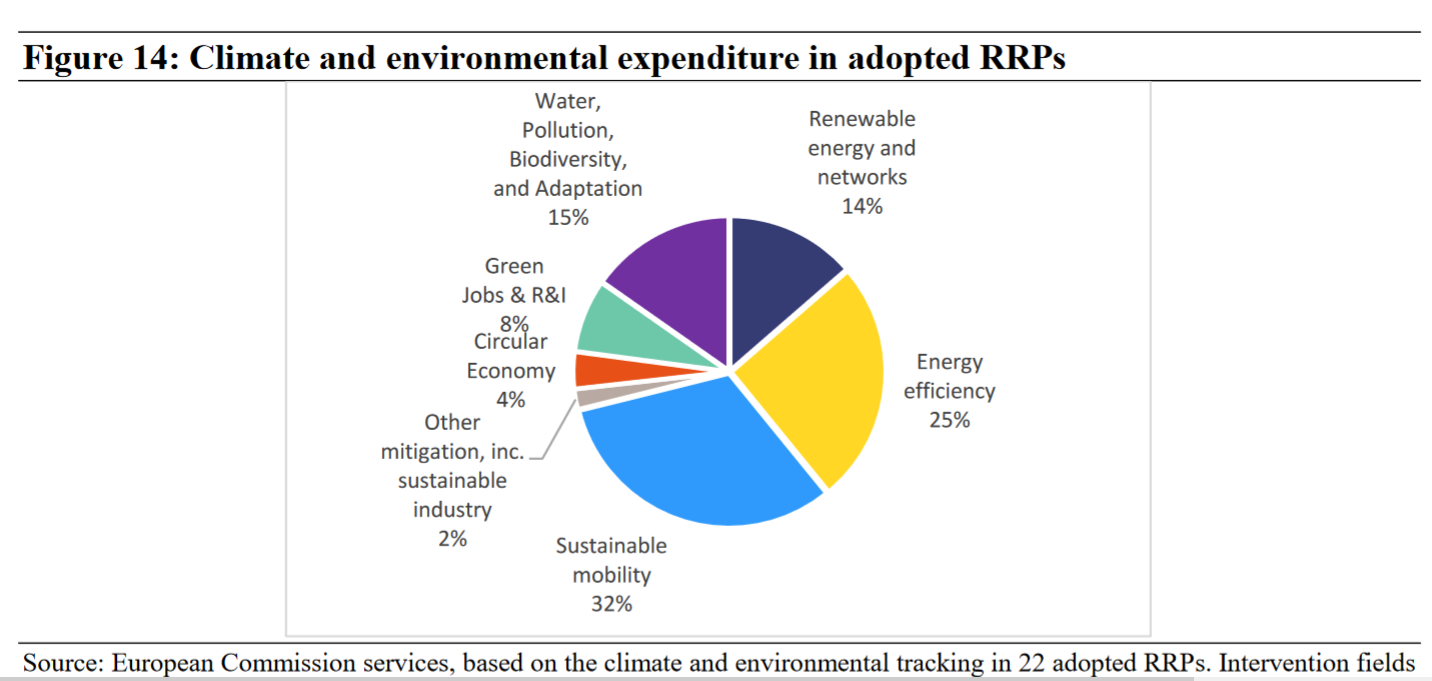 Figure 14: Climate and environmental expenditure in adopted RRPs
Water,
Pollution,
Biodiversity,
and Adaptation
15%
Renewable
energy and
networks
14%
Green
Jobs & R&I
8%
Circular
Economy
4%
Energy
efficiency
25%
Other
mitigation, inc.
sustainable
industry
2%
Sustainable
mobility
32%
Source: European Commission services, based on the climate and environmental tracking in 22 adopted RRPs. Intervention fields